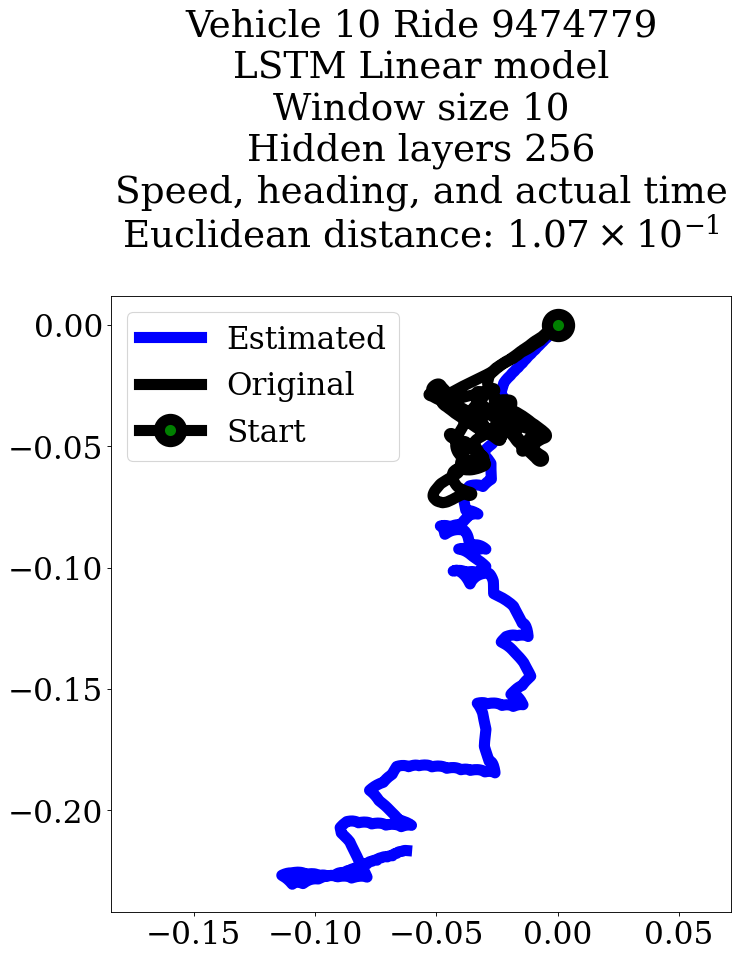 Vehicle 10 Ride 9474779
LSTM Linear model
Window size 10
Hidden layers 256
Speed, heading, and actual time
Euclidean distance: 1.07 × 10⁻¹
Estimated
Original
Start
0.00
−0.05
−0.10
−0.15
−0.20
−0.15 −0.10 −0.05 0.00 0.05